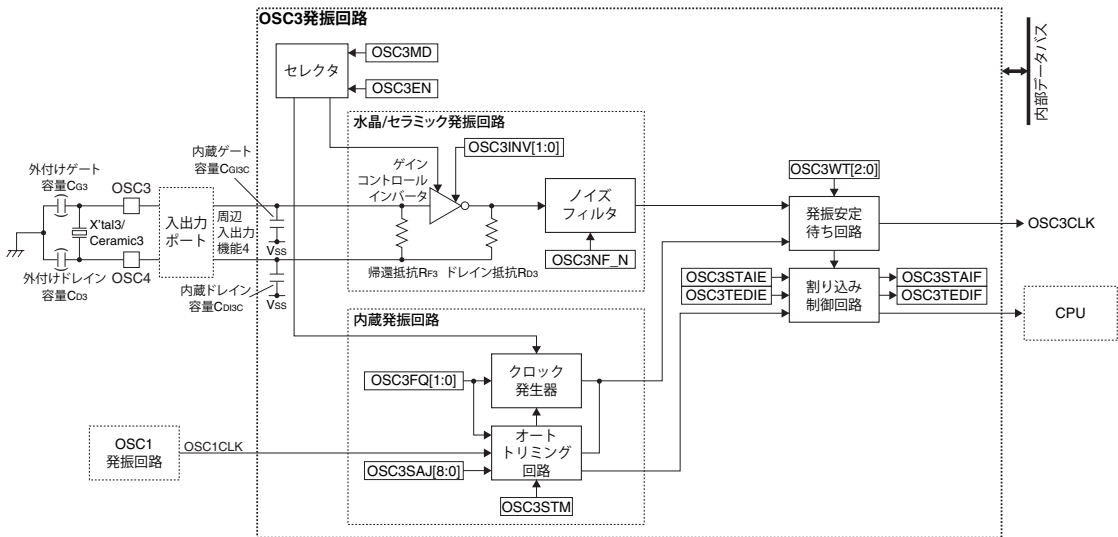 OSC3発振回路
セレクタ
OSC3MD
OSC3EN
内部データバス
水晶/セラミック発振回路
OSC3INV[1:0]
ゲイン
コントロール
インバータ
ノイズ
フィルタ
OSC3NF_N
帰還抵抗RF3
ドレイン抵抗RD3
外付けゲート
容量CG3
OSC3
X'tal3/
Ceramic3
外付けドレイン
容量CD3
OSC4
入出力
ポート
周辺
入出力
機能4
内蔵ゲート
容量CGI3C
VSS
内蔵ドレイン
容量CDI3C
VSS
OSC3WT[2:0]
発振安定
待ち回路
OSC3CLK
OSC3STAIE
OSC3TEDIE
割り込み
制御回路
OSC3STAIF
OSC3TEDIF
CPU
内蔵発振回路
OSC3FQ[1:0]
クロック
発生器
OSC1
発振回路
OSC1CLK
オート
トリミング
回路
OSC3SAJ[8:0]
OSC3STM